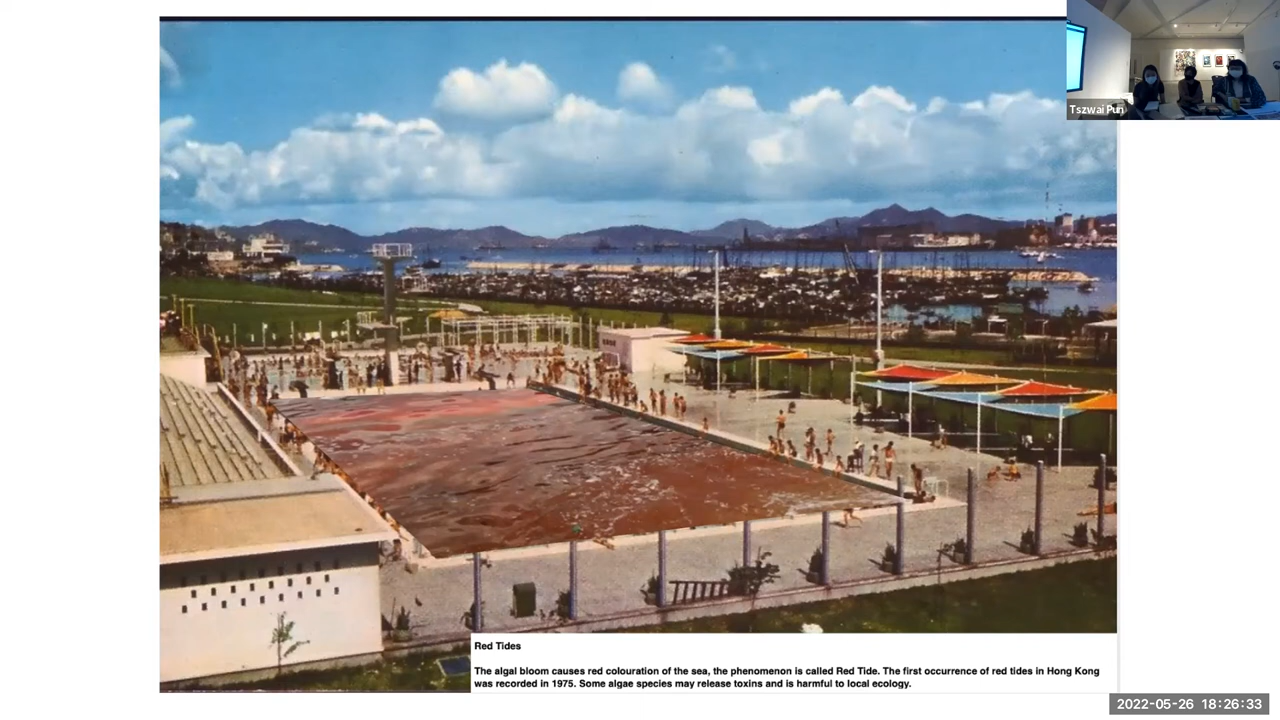 Tszwai Pun
Red Tides
The algal bloom causes red colouration of the sea, the phenomenon is called Red Tide. The first occurrence of red tides in Hong Kong
was recorded in 1975. Some algae species may release toxins and is harmful to local ecology.
2022-05-26 18:26:33